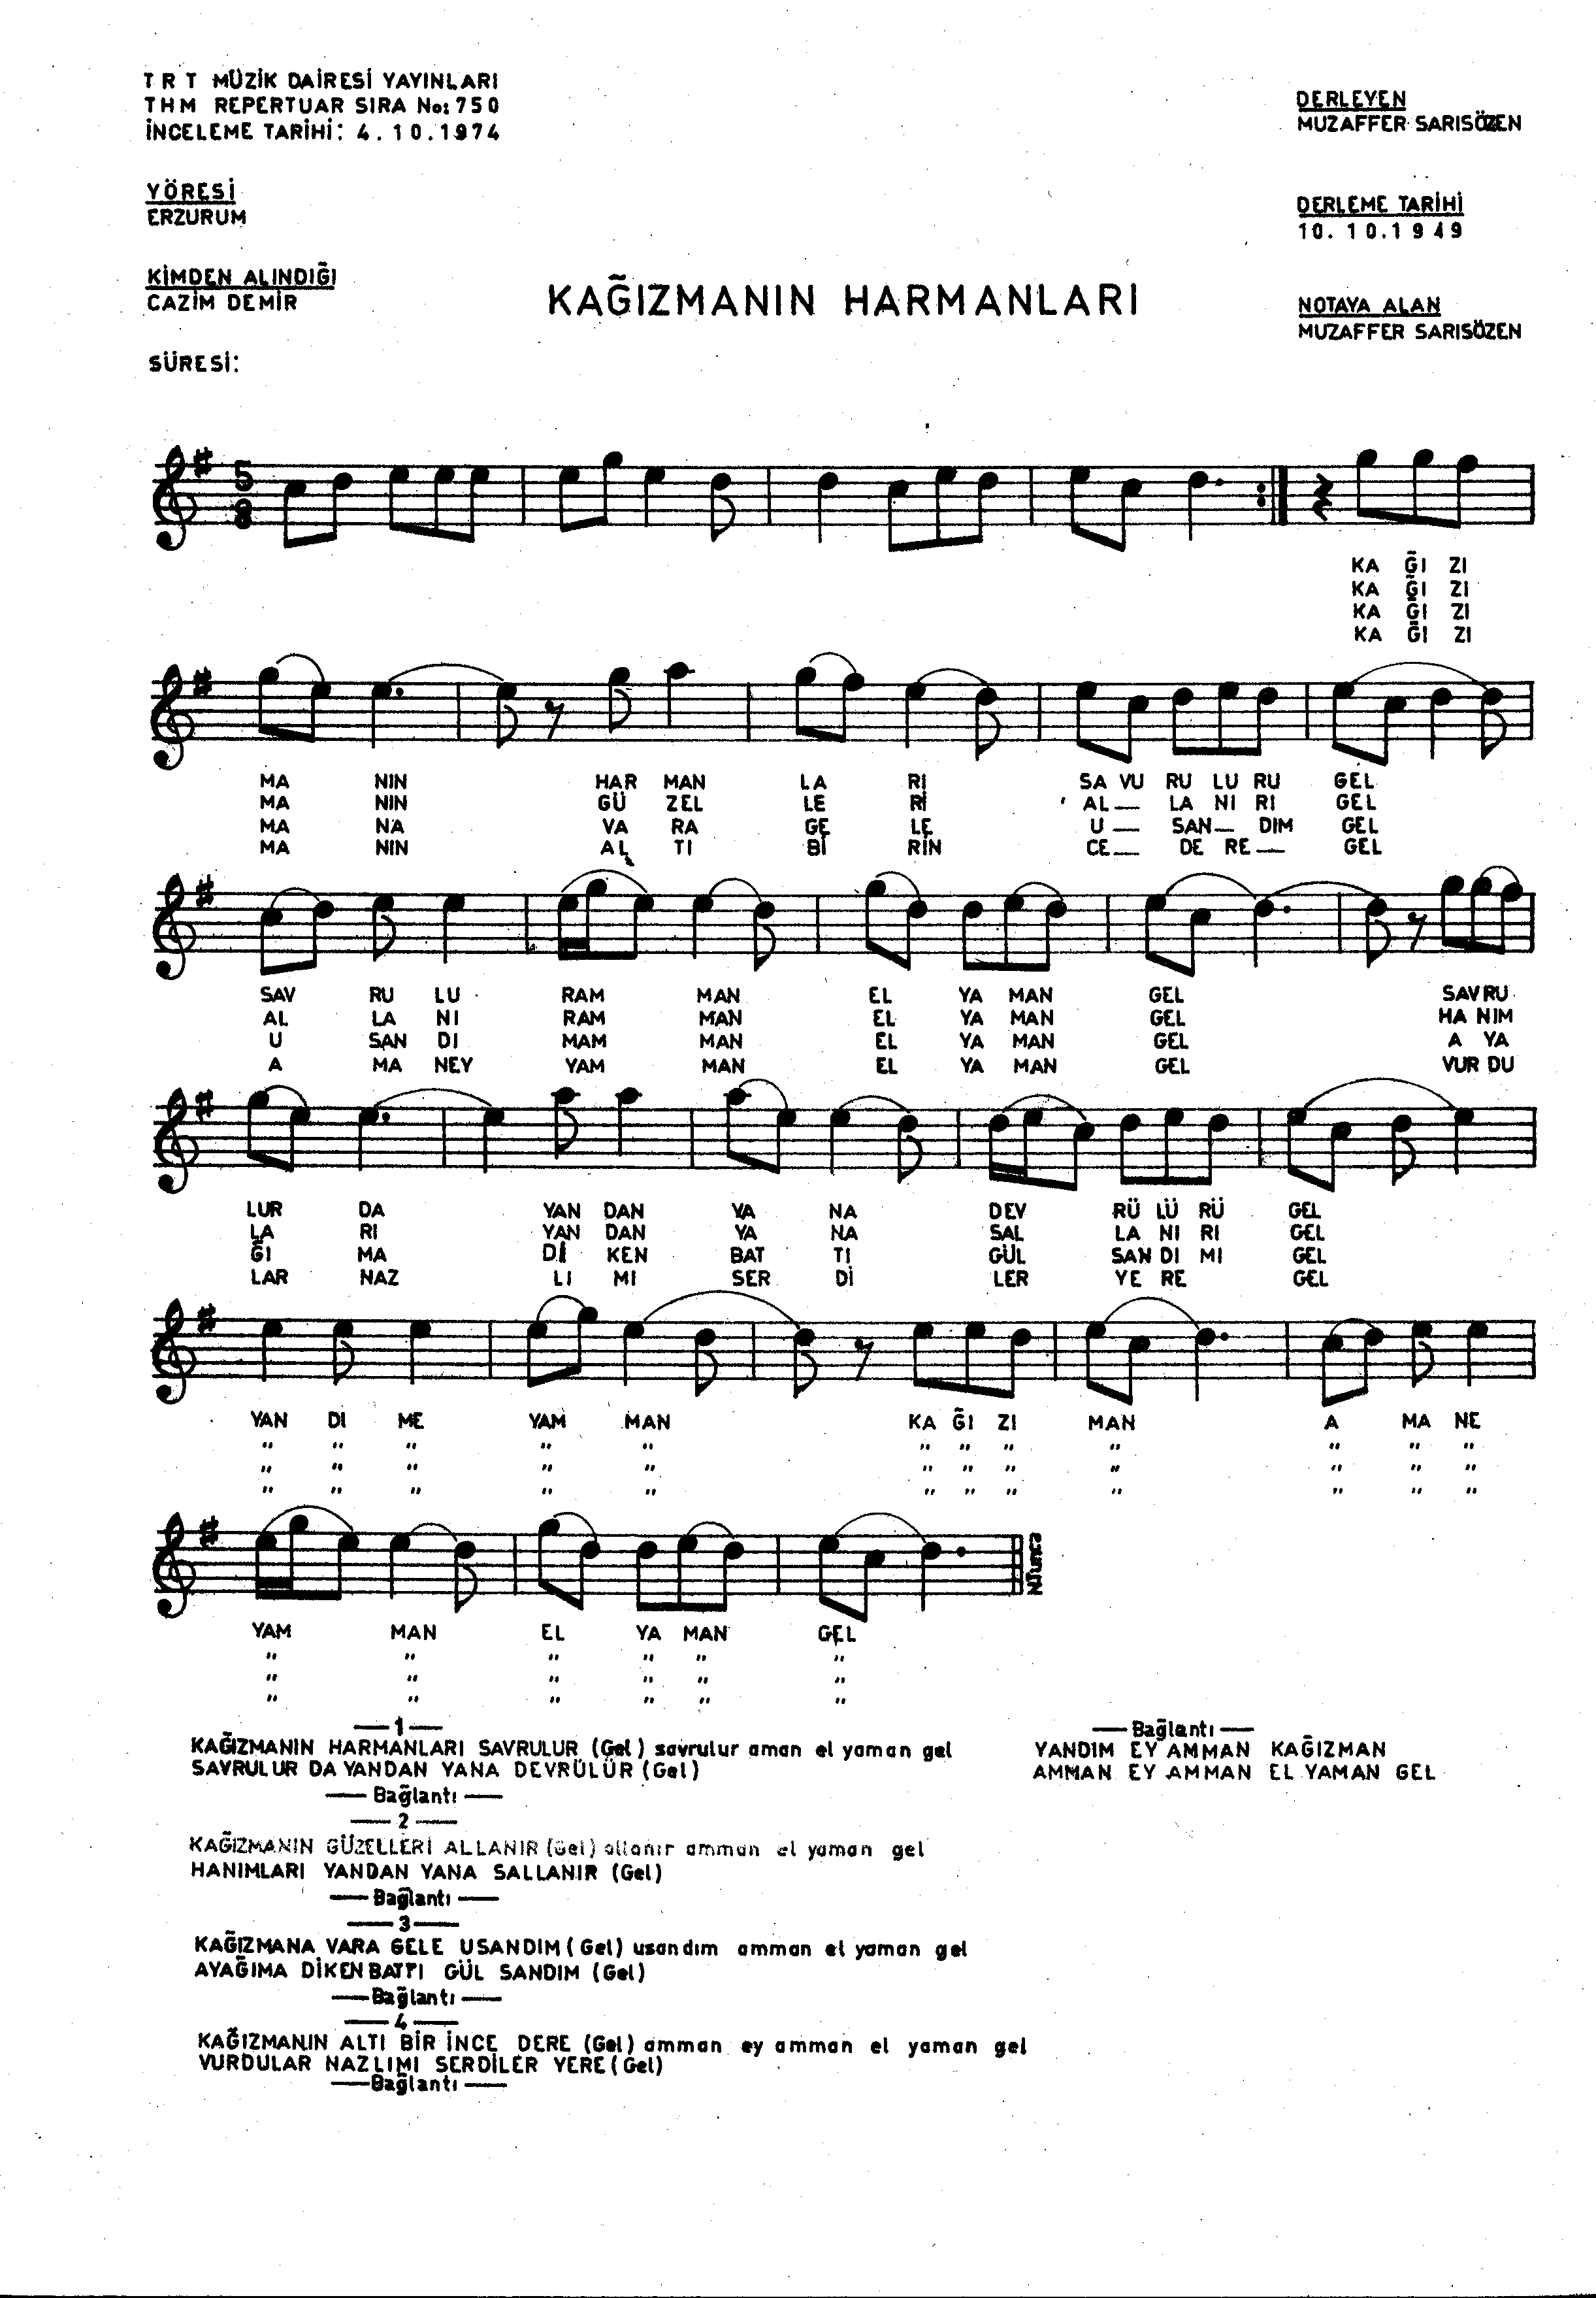 T R T MÜZİK DAİRESİ YAYINLARI
THM REPERTUAR SIRA No: 750
İNCELEME TARİHİ: 4.10.1974
DERLEYEN
MUZAFFER SARISÖZEN
YÖRESİ
ERZURUM
DERLEME TARİHİ
10.10.1949
KİMDEN ALINDIĞI
CAZİM DEMİR
KAĞIZMANIN HARMANLARI
NOTAYA ALAN
MUZAFFER SARISÖZEN
SÜRESİ:
5
8
KA ĞI ZI
KA ĞI ZI
KA ĞI ZI
KA ĞI ZI
MA NIN HAR MAN LA RI SA VU RU LU RU GEL
MA NIN GÜ ZEL LE Rİ AL— LA NI RI GEL
MA NA VA RA GE LE U— SAN— DIM GEL
MA NIN AL TI Bİ RİN CE— DE RE— GEL
SAV RU LU RAM MAN EL YA MAN GEL SAVRU
AL LA NI RAM MAN EL YA MAN GEL HA NIM
U SAN DI MAM MAN EL YA MAN GEL A YA
A MA NEY YAM MAN EL YA MAN GEL VUR DU
LUR DA YAN DAN YA NA DEV RÜ LÜ RÜ GEL
LA RI YAN DAN YA NA SAL LA NI RI GEL
ĞI MA Dİ KEN BAT TI GÜL SAN DI MI GEL
LAR NAZ LI MI SER Dİ LER YE RE GEL
YAN DI ME YAM MAN KA ĞI ZI MAN A MA NE
" " " " " " " " " " " "
" " " " " " " " " " " "
" " " " " " " " " " " "
YAM MAN EL YA MAN GEL
" " " " " "
" " " " " "
" " " " " "
—1—
KAĞIZMANIN HARMANLARI SAVRULUR (Gel) savrulur aman el yaman gel
SAVRULUR DA YANDAN YANA DEVRÜLÜR (Gel)
— Bağlantı —
— 2 —
KAĞIZMANIN GÜZELLERİ ALLANIR (Gel) allanır amman el yaman gel
HANIMLARI YANDAN YANA SALLANIR (Gel)
— Bağlantı —
— 3 —
KAĞIZMANA VARA GELE USANDIM (Gel) usandım amman el yaman gel
AYAĞIMA DİKEN BATTI GÜL SANDIM (Gel)
— Bağlantı —
— 4 —
KAĞIZMANIN ALTI BİR İNCE DERE (Gel) amman ey amman el yaman gel
VURDULAR NAZLIMI SERDİLER YERE (Gel)
— Bağlantı —
— Bağlantı —
YANDIM EY AMMAN KAĞIZMAN
AMMAN EY AMMAN EL YAMAN GEL